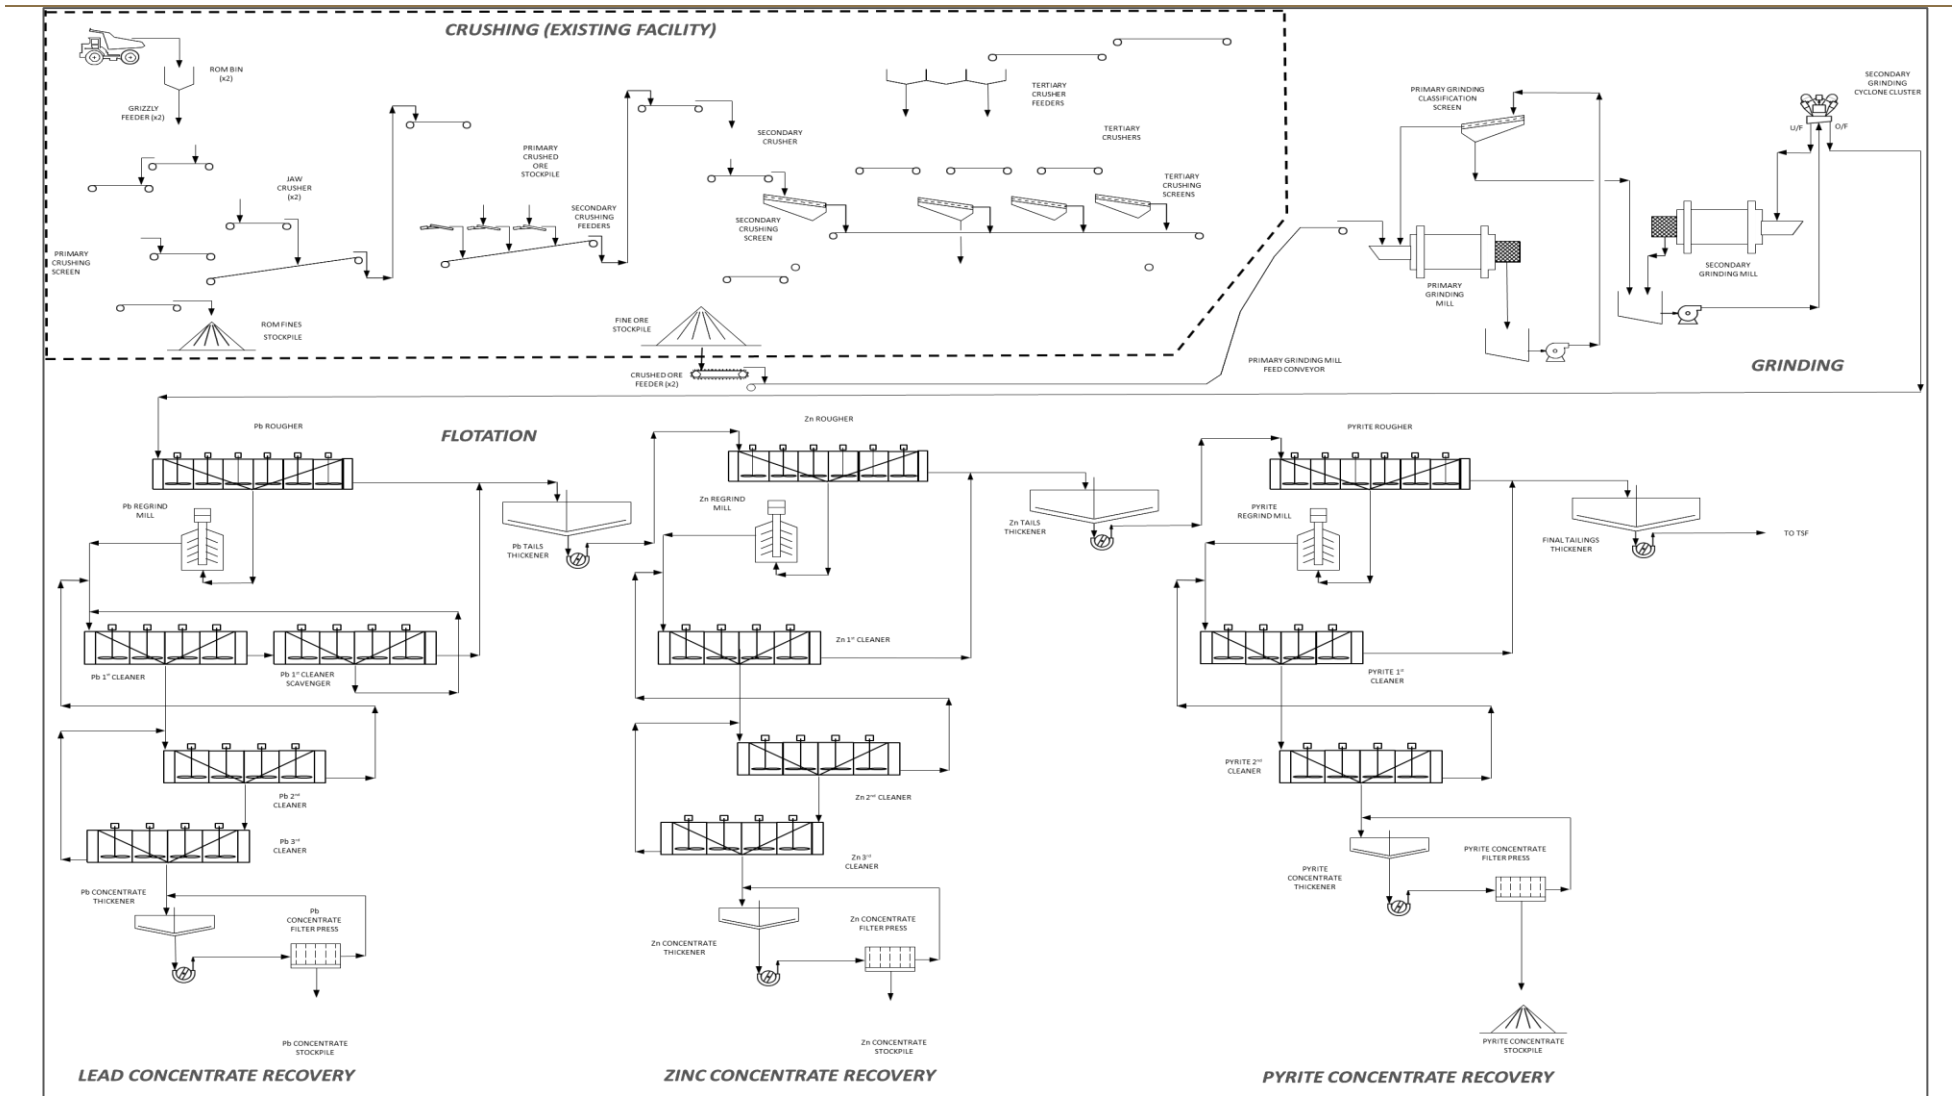 CRUSHING (EXISTING FACILITY)
ROM BIN
(x2)
GRIZZLY
FEEDER (x2)
JAW
CRUSHER
(x2)
PRIMARY
CRUSHING
SCREEN
ROM FINES
STOCKPILE
PRIMARY
CRUSHED
ORE
STOCKPILE
SECONDARY
CRUSHING
FEEDERS
SECONDARY
CRUSHER
SECONDARY
CRUSHING
SCREEN
FINE ORE
STOCKPILE
TERTIARY
CRUSHER
FEEDERS
TERTIARY
CRUSHERS
TERTIARY
CRUSHING
SCREENS
CRUSHED ORE
FEEDER (x2)
PRIMARY GRINDING MILL
FEED CONVEYOR
PRIMARY GRINDING
CLASSIFICATION
SCREEN
SECONDARY
GRINDING
CYCLONE CLUSTER
U/F
O/F
PRIMARY
GRINDING
MILL
SECONDARY
GRINDING MILL
GRINDING
FLOTATION
Pb ROUGHER
Pb REGRIND
MILL
Pb TAILS
THICKENER
Pb 1st CLEANER
Pb 1st CLEANER
SCAVENGER
Pb 2nd
CLEANER
Pb 3rd
CLEANER
Pb CONCENTRATE
THICKENER
Pb
CONCENTRATE
FILTER PRESS
Pb CONCENTRATE
STOCKPILE
LEAD CONCENTRATE RECOVERY
Zn ROUGHER
Zn REGRIND
MILL
Zn TAILS
THICKENER
Zn 1st CLEANER
Zn 2nd CLEANER
Zn 3rd
CLEANER
Zn CONCENTRATE
THICKENER
Zn CONCENTRATE
FILTER PRESS
Zn CONCENTRATE
STOCKPILE
ZINC CONCENTRATE RECOVERY
PYRITE ROUGHER
PYRITE
REGRIND MILL
FINAL TAILINGS
THICKENER
TO TSF
PYRITE 1st
CLEANER
PYRITE 2nd
CLEANER
PYRITE
CONCENTRATE
THICKENER
PYRITE CONCENTRATE
FILTER PRESS
PYRITE CONCENTRATE
STOCKPILE
PYRITE CONCENTRATE RECOVERY